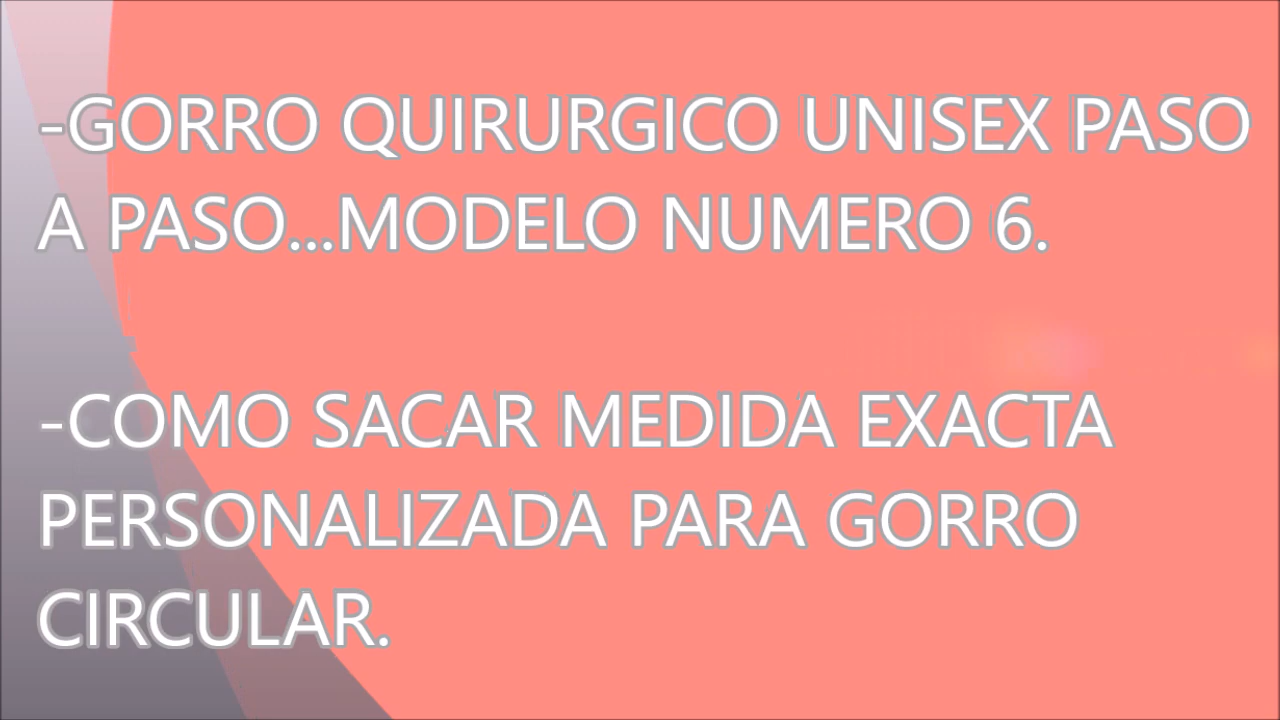 -GORRO QUIRURGICO UNISEX PASO
A PASO...MODELO NUMERO 6.
-COMO SACAR MEDIDA EXACTA
PERSONALIZADA PARA GORRO
CIRCULAR.